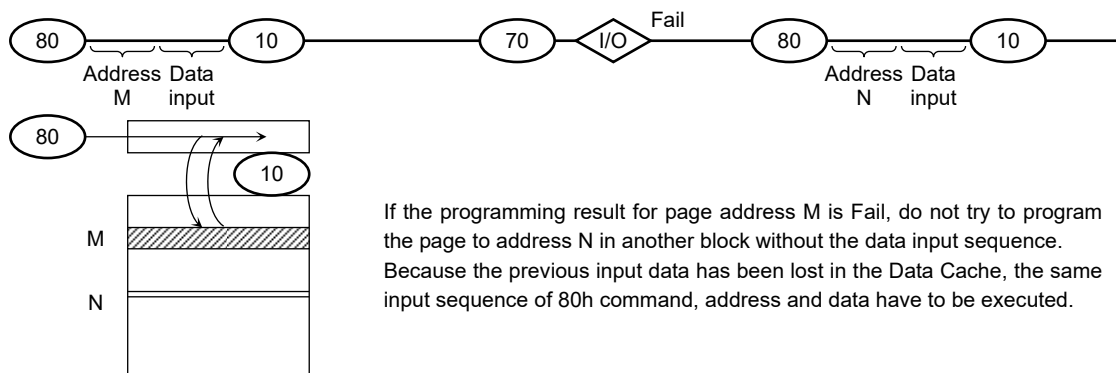 Fail
80 10 70 I/O 80 10
Address Data Address Data
M input N input
80
10
If the programming result for page address M is Fail, do not try to program
M
the page to address N in another block without the data input sequence.
Because the previous input data has been lost in the Data Cache, the same
N
input sequence of 80h command, address and data have to be executed.